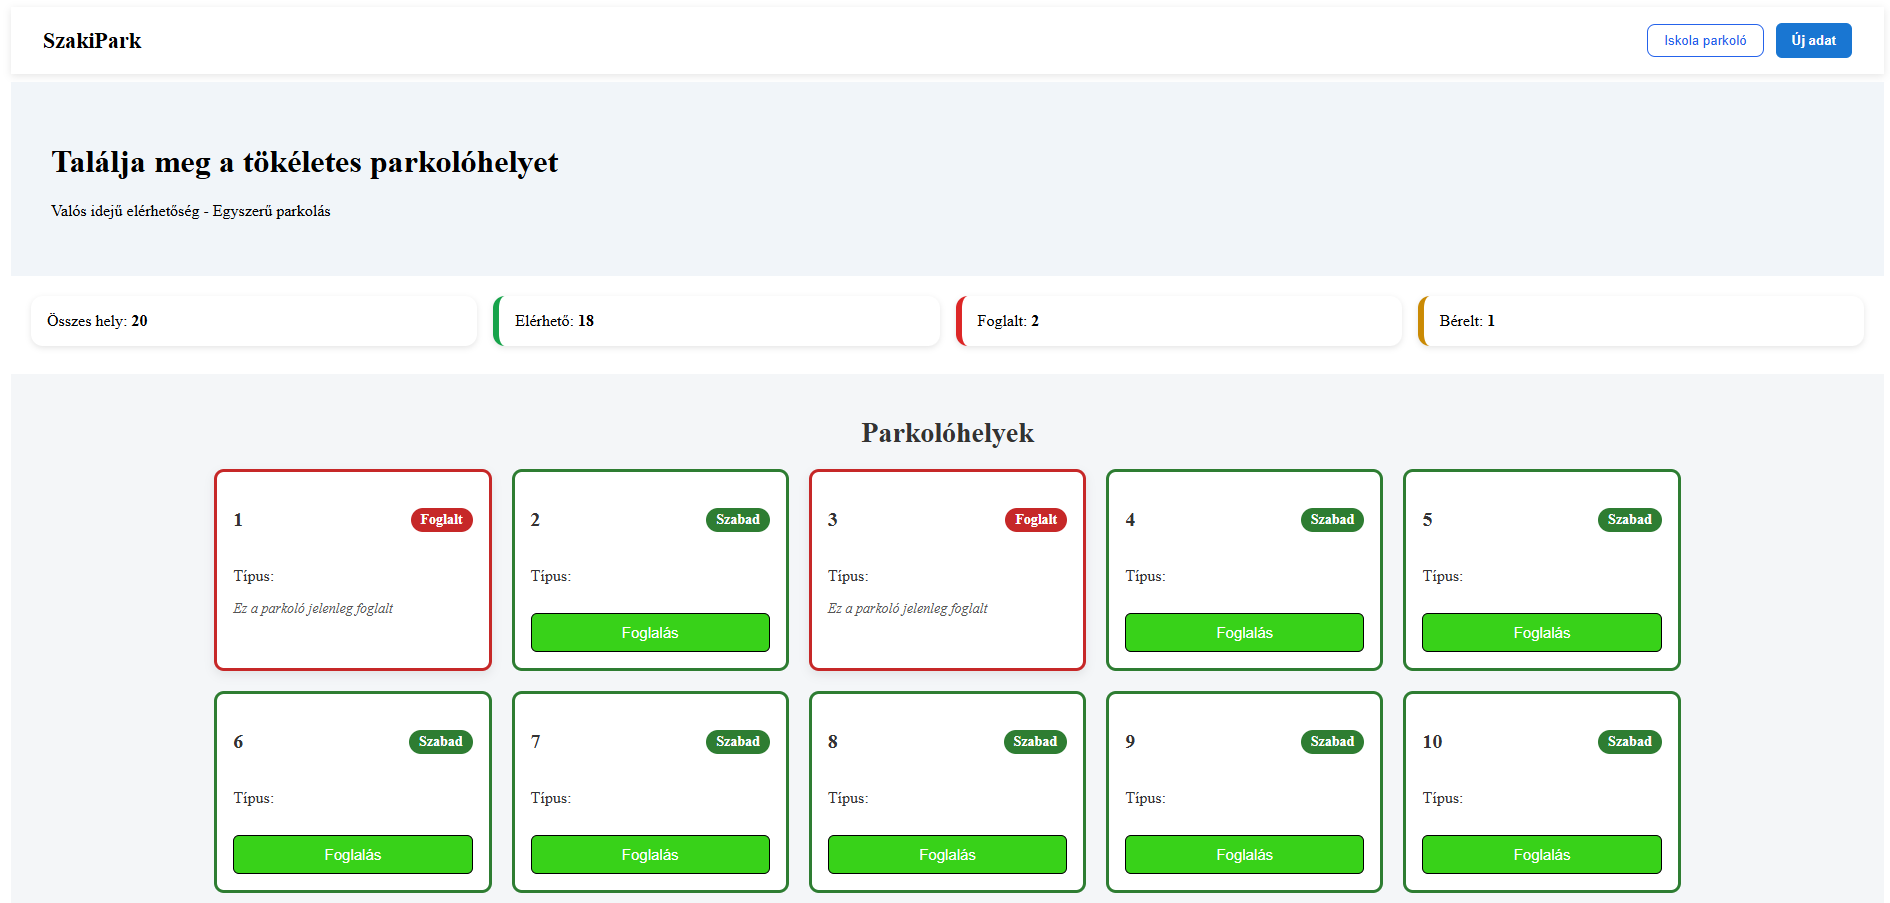 SzakiPark
Iskola parkoló
Új adat
Találja meg a tökéletes parkolóhelyet
Valós idejű elérhetőség - Egyszerű parkolás
Összes hely: 20
Elérhető: 18
Foglalt: 2
Bérelt: 1
Parkolóhelyek
1
Foglalt
Típus:
Ez a parkoló jelenleg foglalt
2
Szabad
Típus:
Foglalás
3
Foglalt
Típus:
Ez a parkoló jelenleg foglalt
4
Szabad
Típus:
Foglalás
5
Szabad
Típus:
Foglalás
6
Szabad
Típus:
Foglalás
7
Szabad
Típus:
Foglalás
8
Szabad
Típus:
Foglalás
9
Szabad
Típus:
Foglalás
10
Szabad
Típus:
Foglalás